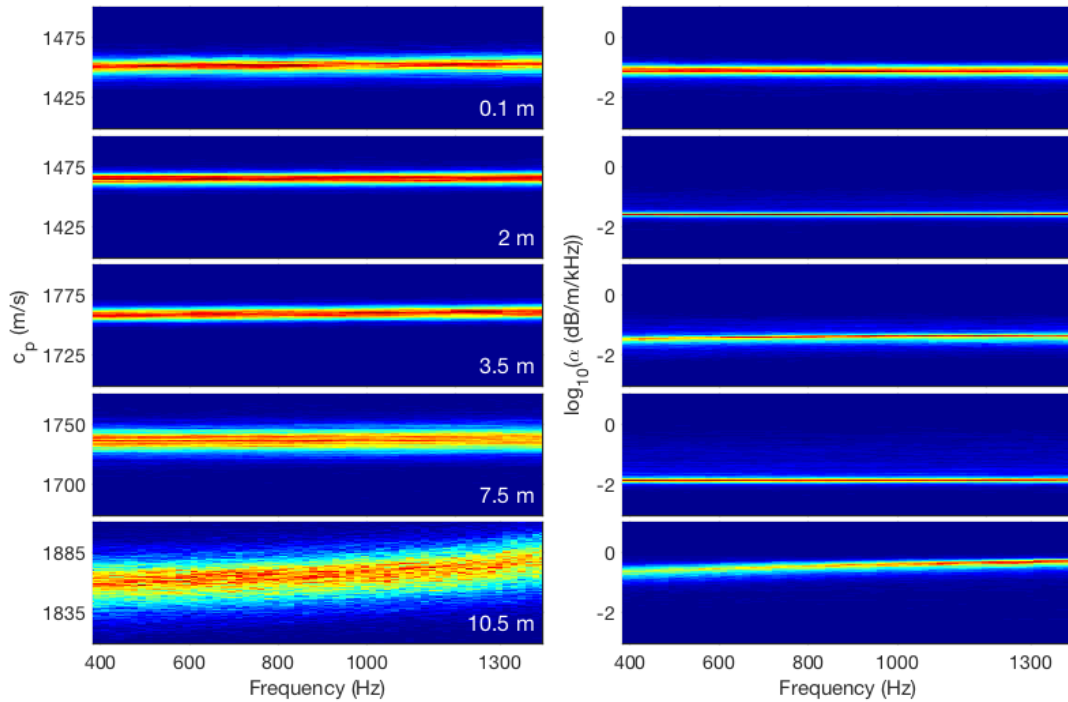 1475
1425
0.1 m
0
-2
1475
1425
2 m
0
-2
1775
1725
3.5 m
0
-2
1750
1700
7.5 m
0
-2
1885
1835
10.5 m
0
-2
c_p (m/s)
log_10(α (dB/m/kHz))
400 600 800 1000 1300
Frequency (Hz)
400 600 800 1000 1300
Frequency (Hz)